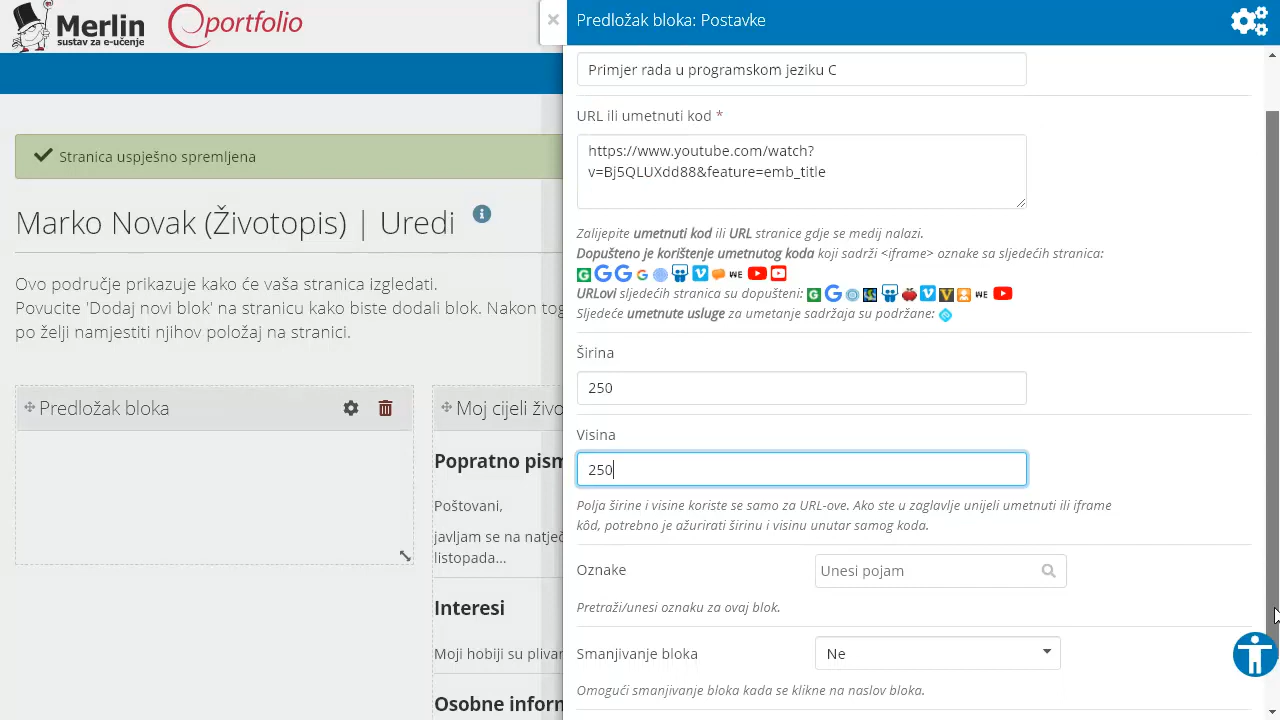 Merlin
sustav za e-učenje
portfolio
×
Predložak bloka: Postavke
Primjer rada u programskom jeziku C
URL ili umetnuti kod *
https://www.youtube.com/watch?
v=Bj5QLUXdd88&feature=emb_title
Zalijepite umetnuti kod ili URL stranice gdje se medij nalazi.
Dopušteno je korištenje umetnutog koda koji sadrži <iframe> oznake sa sljedećih stranica:
URLovi sljedećih stranica su dopušteni:
Sljedeće umetnute usluge za umetanje sadržaja su podržane:
Širina
250
Visina
250
Polja širine i visine koriste se samo za URL-ove. Ako ste u zaglavlje unijeli umetnuti ili iframe
kôd, potrebno je ažurirati širinu i visinu unutar samog koda.
Oznake
Unesi pojam
Pretraži/unesi oznaku za ovaj blok.
Smanjivanje bloka
Ne
Omogući smanjivanje bloka kada se klikne na naslov bloka.
Stranica uspješno spremljena
Marko Novak (Životopis) | Uredi
Ovo područje prikazuje kako će vaša stranica izgledati.
Povucite 'Dodaj novi blok' na stranicu kako biste dodali blok. Nakon tog
po želji namjestiti njihov položaj na stranici.
Predložak bloka
Moj cijeli živo
Popratno pism
Poštovani,
javljam se na natječ
listopada...
Interesi
Moji hobiji su plivan
Osobne inform